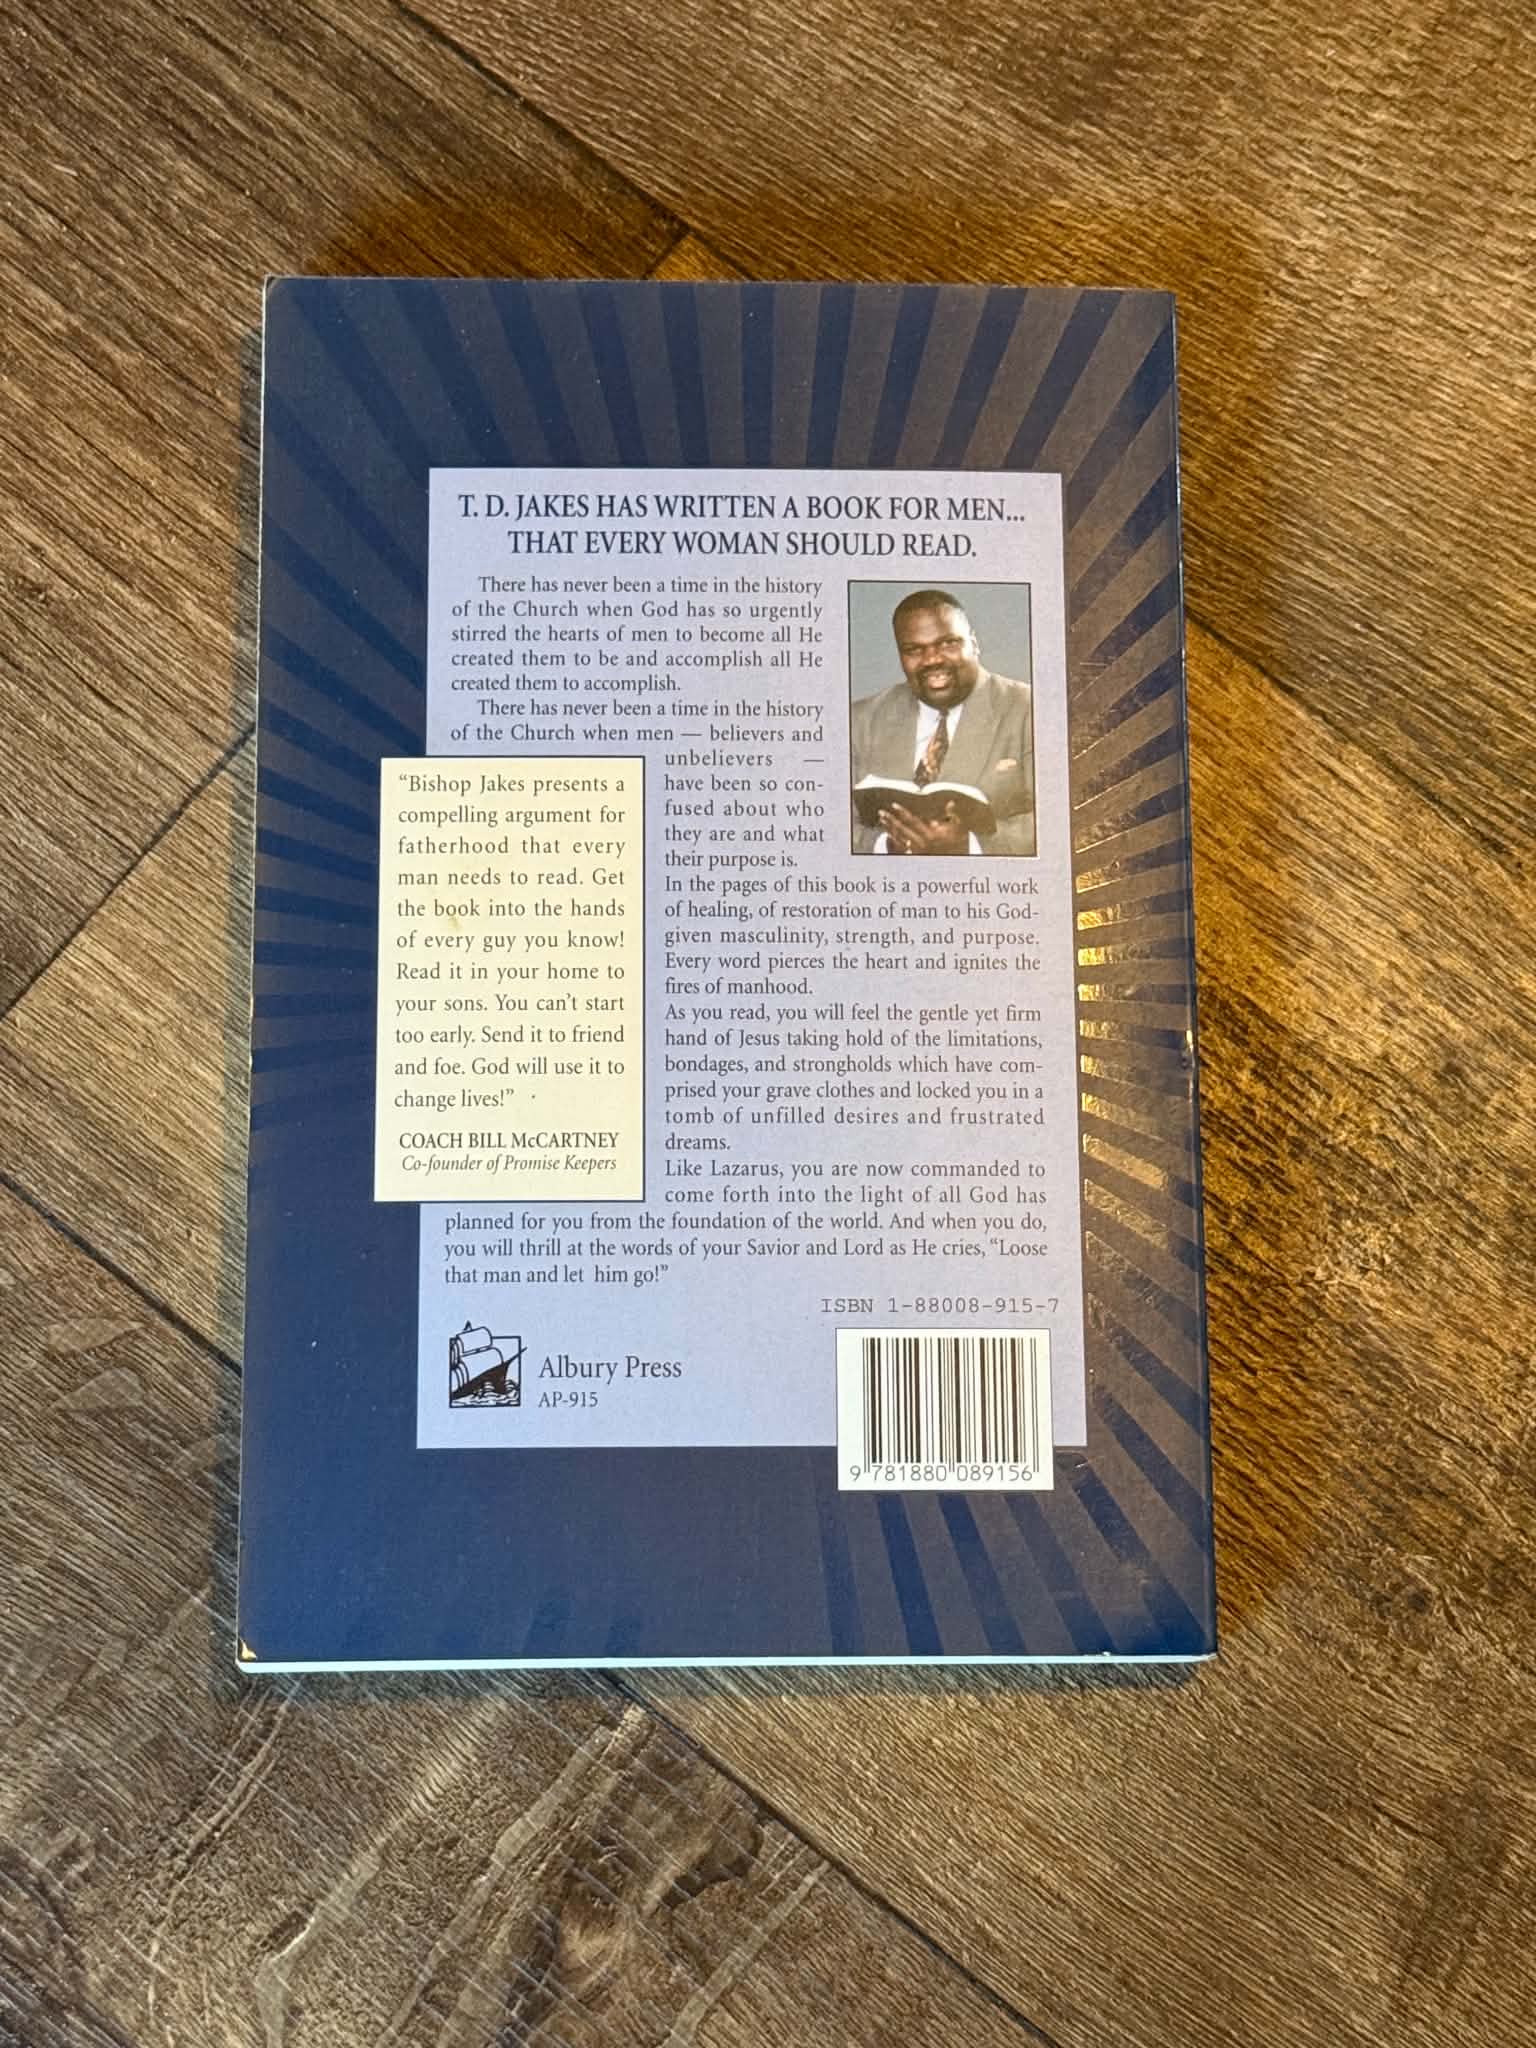 T. D. JAKES HAS WRITTEN A BOOK FOR MEN...
THAT EVERY WOMAN SHOULD READ.
There has never been a time in the history
of the Church when God has so urgently
stirred the hearts of men to become all He
created them to be and accomplish all He
created them to accomplish.
There has never been a time in the history
of the Church when men — believers and
unbelievers —
have been so con-
fused about who
they are and what
their purpose is.
In the pages of this book is a powerful work
of healing, of restoration of man to his God-
given masculinity, strength, and purpose.
Every word pierces the heart and ignites the
fires of manhood.
As you read, you will feel the gentle yet firm
hand of Jesus taking hold of the limitations,
bondages, and strongholds which have com-
prised your grave clothes and locked you in a
tomb of unfilled desires and frustrated
dreams.
Like Lazarus, you are now commanded to
come forth into the light of all God has
planned for you from the foundation of the world. And when you do,
you will thrill at the words of your Savior and Lord as He cries, “Loose
that man and let him go!”
“Bishop Jakes presents a
compelling argument for
fatherhood that every
man needs to read. Get
the book into the hands
of every guy you know!
Read it in your home to
your sons. You can’t start
too early. Send it to friend
and foe. God will use it to
change lives!”
COACH BILL McCARTNEY
Co-founder of Promise Keepers
ISBN 1-88008-915-7
Albury Press
AP-915
9 781880 089156